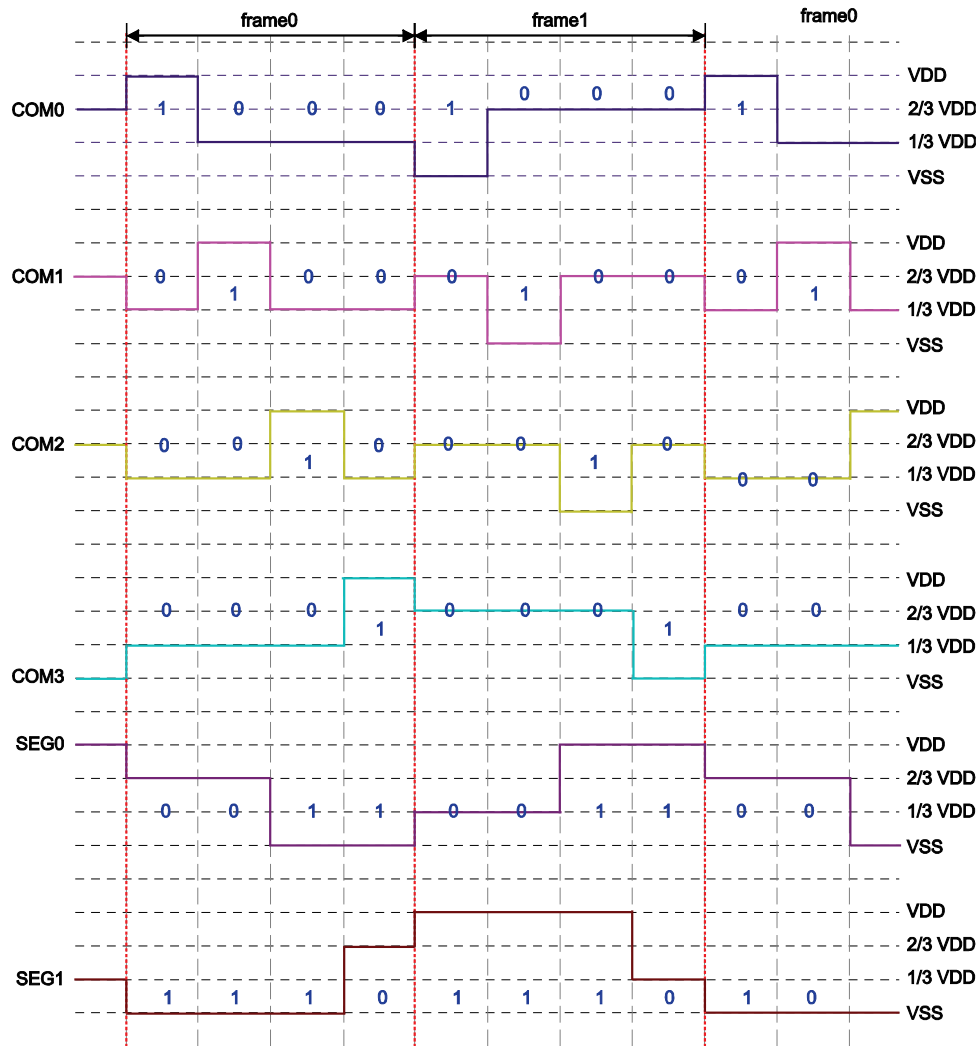 frame0 frame1 frame0
VDD
COM0 1 0 0 0 1 0 0 0 1 2/3 VDD
1/3 VDD
VSS
VDD
COM1 0 1 0 0 0 1 0 0 0 1 2/3 VDD
1/3 VDD
VSS
VDD
COM2 0 0 1 0 0 0 1 0 2/3 VDD
0 0 1/3 VDD
VSS
VDD
0 0 0 1 0 0 0 1 0 0 2/3 VDD
1/3 VDD
COM3 VSS
SEG0 VDD
2/3 VDD
0 0 1 1 0 0 1 1 0 0 1/3 VDD
VSS
VDD
2/3 VDD
SEG1 1/3 VDD
1 1 1 0 1 1 1 0 1 0 VSS